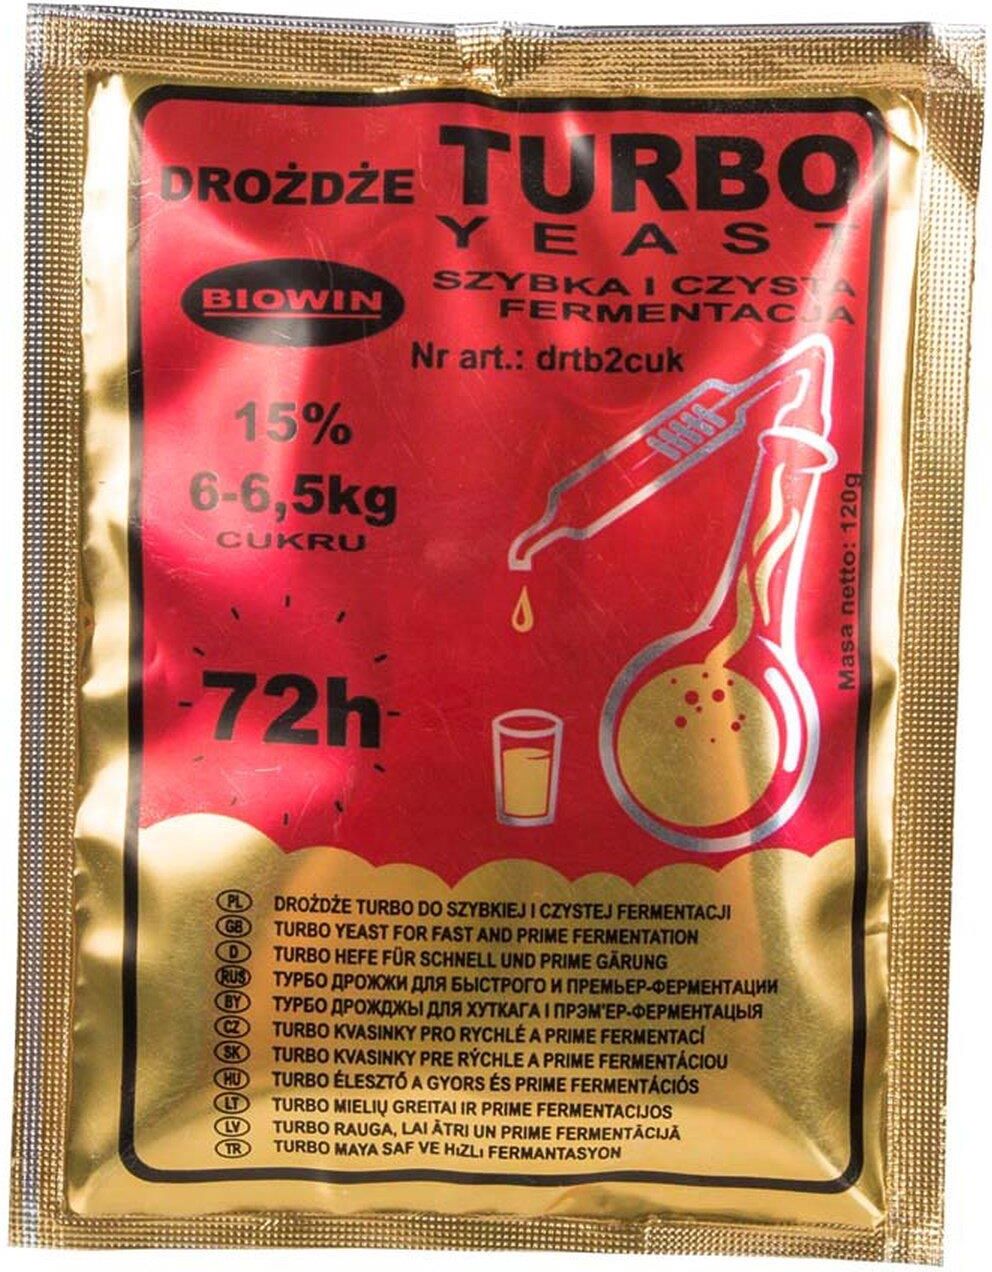 DROŻDŻE TURBO
YEAST
BIOWIN
SZYBKA I CZYSTA
FERMENTACJA
Nr art.: drtb2cuk
15%
6-6,5kg
CUKRU
72h
Masa netto: 120g
PL DROŻDŻE TURBO DO SZYBKIEJ I CZYSTEJ FERMENTACJI
GB TURBO YEAST FOR FAST AND PRIME FERMENTATION
D TURBO HEFE FÜR SCHNELL UND PRIME GÄRUNG
RUS ТУРБО ДРОЖЖИ ДЛЯ БЫСТРОГО И ПРЕМЬЕР-ФЕРМЕНТАЦИИ
BY ТУРБО ДРОЖДЖЫ ДЛЯ ХУТКАГА І ПРЭМ'ЕР-ФЕРМЕНТАЦЫЯ
CZ TURBO KVASINKY PRO RYCHLÉ A PRIME FERMENTACÍ
SK TURBO KVASINKY PRE RÝCHLE A PRIME FERMENTÁCIOU
HU TURBO ÉLESZTŐ A GYORS ÉS PRIME FERMENTÁCIÓS
LT TURBO MIELIŲ GREITAI IR PRIME FERMENTACIJOS
LV TURBO RAUGA, LAI ĀTRI UN PRIME FERMENTĀCIJĀ
TR TURBO MAYA SAF VE HıZLı FERMANTASYON